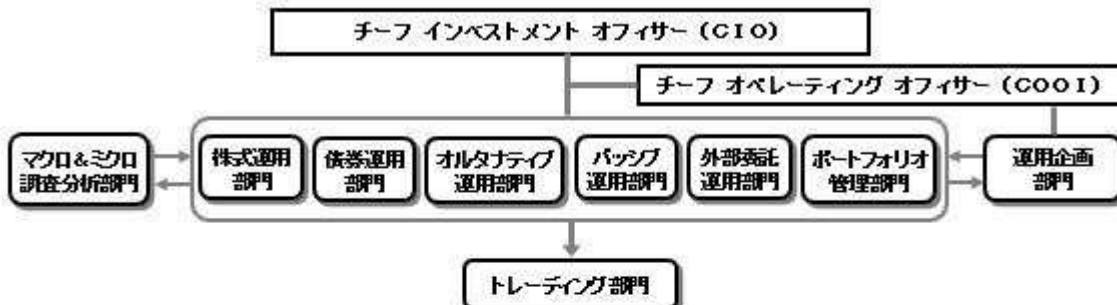 チーフ インベストメント オフィサー (CIO)
チーフ オペレーティング オフィサー (COOI)
マクロ&ミクロ
調査分析部門
株式運用
部門
債券運用
部門
オルタナティブ
運用部門
パッシブ
運用部門
外部委託
運用部門
ポートフォリオ
管理部門
運用企画
部門
トレーディング部門